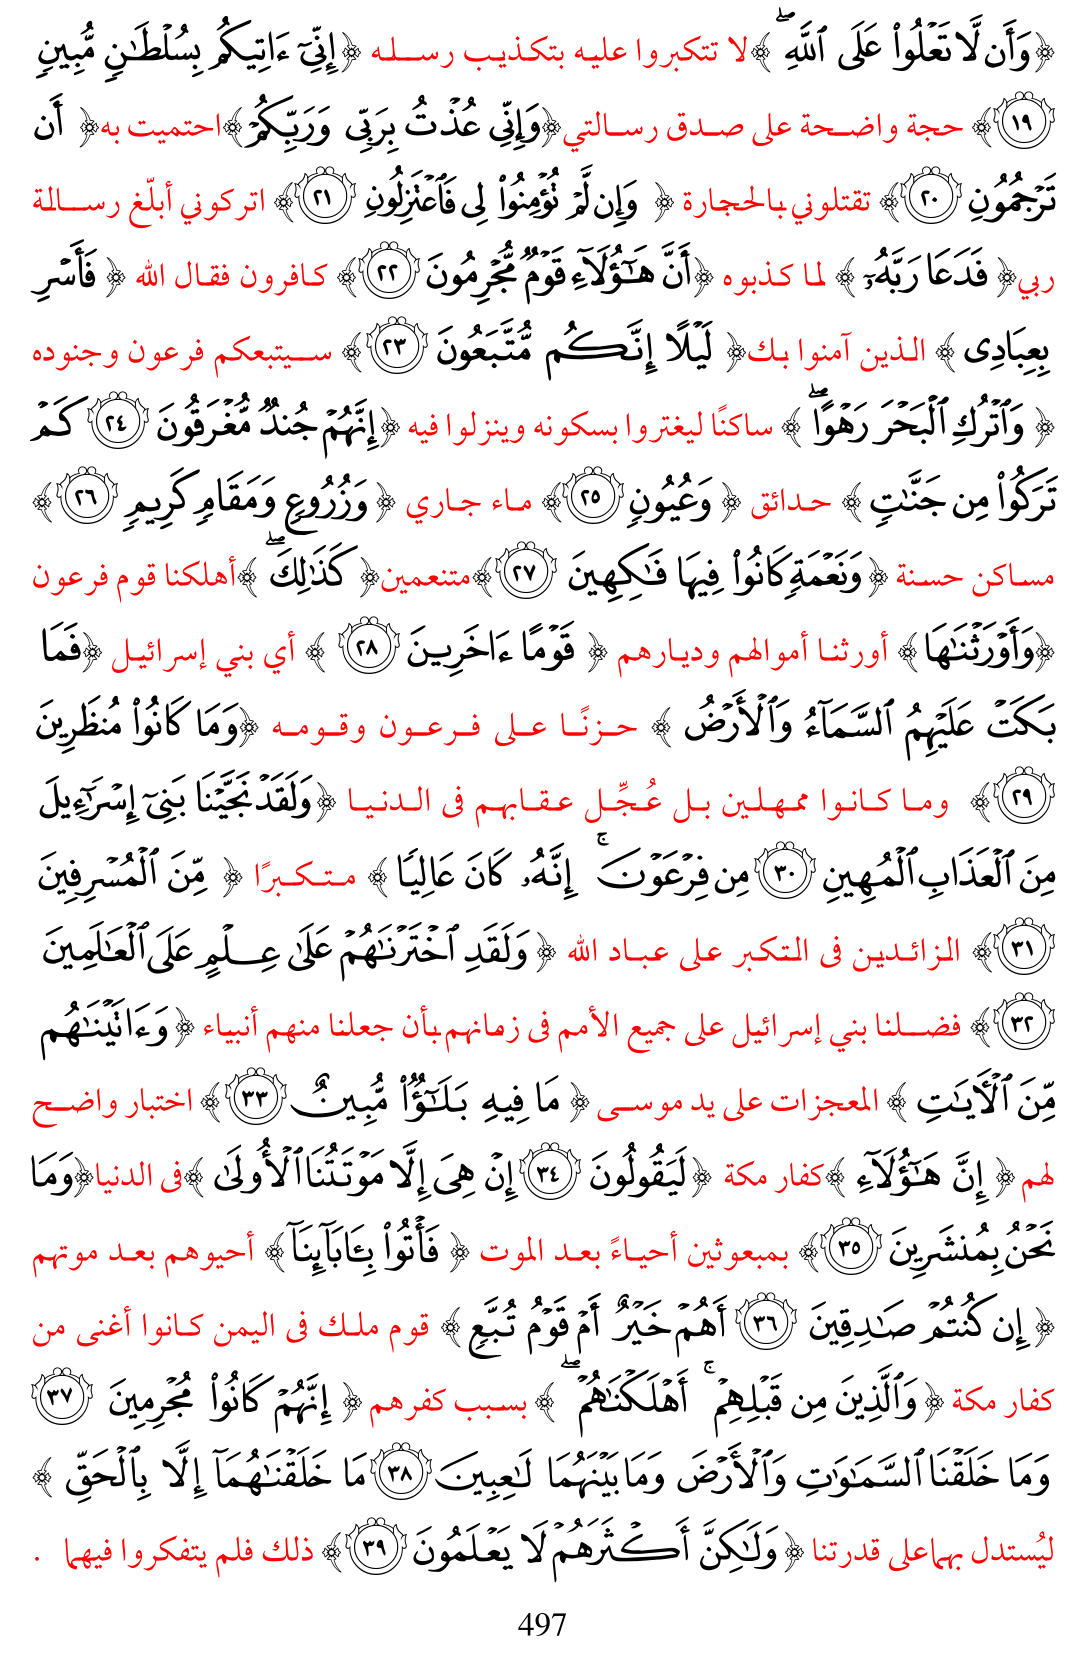 ﴿وَأَن لَّا تَعْلُوا۟ عَلَى ٱللَّهِ ۖ﴾ لا تتكبروا عليه بتكذيب رسله ﴿إِنِّىٓ ءَاتِيكُم بِسُلْطَـٰنٍ مُّبِينٍ
١٩﴾ حجة واضحة على صدق رسالتي ﴿وَإِنِّى عُذْتُ بِرَبِّى وَرَبِّكُمْ﴾ احتميت به ﴿ أَن
تَرْجُمُونِ ٢٠﴾ تقتلوني بالحجارة ﴿ وَإِن لَّمْ تُؤْمِنُوا۟ لِى فَٱعْتَزِلُونِ ٢١﴾ اتركوني أبلّغ رسالة
ربي ﴿ فَدَعَا رَبَّهُۥٓ ﴾ لما كذبوه ﴿أَنَّ هَـٰٓؤُلَآءِ قَوْمٌ مُّجْرِمُونَ ٢٢﴾ كافرون فقال الله ﴿ فَأَسْرِ
بِعِبَادِى ﴾ الذين آمنوا بك ﴿ لَيْلًا إِنَّكُم مُّتَّبَعُونَ ٢٣﴾ سيتبعكم فرعون وجنوده
﴿ وَٱتْرُكِ ٱلْبَحْرَ رَهْوًا ۖ﴾ ساكنًا ليغتروا بسكونه وينزلوا فيه ﴿إِنَّهُمْ جُندٌ مُّغْرَقُونَ ٢٤ كَمْ
تَرَكُوا۟ مِن جَنَّـٰتٍ ﴾ حدائق ﴿ وَعُيُونٍ ٢٥﴾ ماء جاري ﴿ وَزُرُوعٍ وَمَقَامٍ كَرِيمٍ ٢٦﴾
مساكن حسنة ﴿ وَنَعْمَةٍ كَانُوا۟ فِيهَا فَـٰكِهِينَ ٢٧﴾ متنعمين ﴿ كَذَٰلِكَ ۖ ﴾ أهلكنا قوم فرعون
﴿وَأَوْرَثْنَـٰهَا﴾ أورثنا أموالهم وديارهم ﴿ قَوْمًا ءَاخَرِينَ ٢٨ ﴾ أي بني إسرائيل ﴿فَمَا
بَكَتْ عَلَيْهِمُ ٱلسَّمَآءُ وَٱلْأَرْضُ ﴾ حزنًا على فرعون وقومه ﴿وَمَا كَانُوا۟ مُنظَرِينَ
٢٩﴾ وما كانوا ممهلين بل عُجِّل عقابهم فى الدنيا ﴿وَلَقَدْ نَجَّيْنَا بَنِىٓ إِسْرَٰٓءِيلَ
مِنَ ٱلْعَذَابِ ٱلْمُهِينِ ٣٠ مِن فِرْعَوْنَ ۚ إِنَّهُۥ كَانَ عَالِيًا ﴾ متكبرًا ﴿ مِّنَ ٱلْمُسْرِفِينَ
٣١﴾ الزائدين فى التكبر على عباد الله ﴿ وَلَقَدِ ٱخْتَرْنَـٰهُمْ عَلَىٰ عِلْمٍ عَلَى ٱلْعَـٰلَمِينَ
٣٢﴾ فضلنا بني إسرائيل على جميع الأمم فى زمانهم بأن جعلنا منهم أنبياء ﴿وَءَاتَيْنَـٰهُم
مِّنَ ٱلْـَٔايَـٰتِ ﴾ المعجزات على يد موسى ﴿ مَا فِيهِ بَلَـٰٓؤٌا۟ مُّبِينٌ ٣٣﴾ اختبار واضح
لهم ﴿ إِنَّ هَـٰٓؤُلَآءِ ﴾ كفار مكة ﴿ لَيَقُولُونَ ٣٤ إِنْ هِىَ إِلَّا مَوْتَتُنَا ٱلْأُولَىٰ ﴾ فى الدنيا ﴿وَمَا
نَحْنُ بِمُنشَرِينَ ٣٥﴾ بمبعوثين أحياءً بعد الموت ﴿ فَأْتُوا۟ بِـَٔابَآئِنَآ﴾ أحيوهم بعد موتهم
﴿ إِن كُنتُمْ صَـٰدِقِينَ ٣٦ أَهُمْ خَيْرٌ أَمْ قَوْمُ تُبَّعٍ ﴾ قوم ملك فى اليمن كانوا أغنى من
كفار مكة ﴿ وَٱلَّذِينَ مِن قَبْلِهِمْ ۚ أَهْلَكْنَـٰهُمْ ۖ ﴾ بسبب كفرهم ﴿ إِنَّهُمْ كَانُوا۟ مُجْرِمِينَ ٣٧
وَمَا خَلَقْنَا ٱلسَّمَـٰوَٰتِ وَٱلْأَرْضَ وَمَا بَيْنَهُمَا لَـٰعِبِينَ ٣٨ مَا خَلَقْنَـٰهُمَآ إِلَّا بِٱلْحَقِّ ﴾
ليُستدل بهما على قدرتنا ﴿ وَلَـٰكِنَّ أَكْثَرَهُمْ لَا يَعْلَمُونَ ٣٩﴾ ذلك فلم يتفكروا فيهما .
497